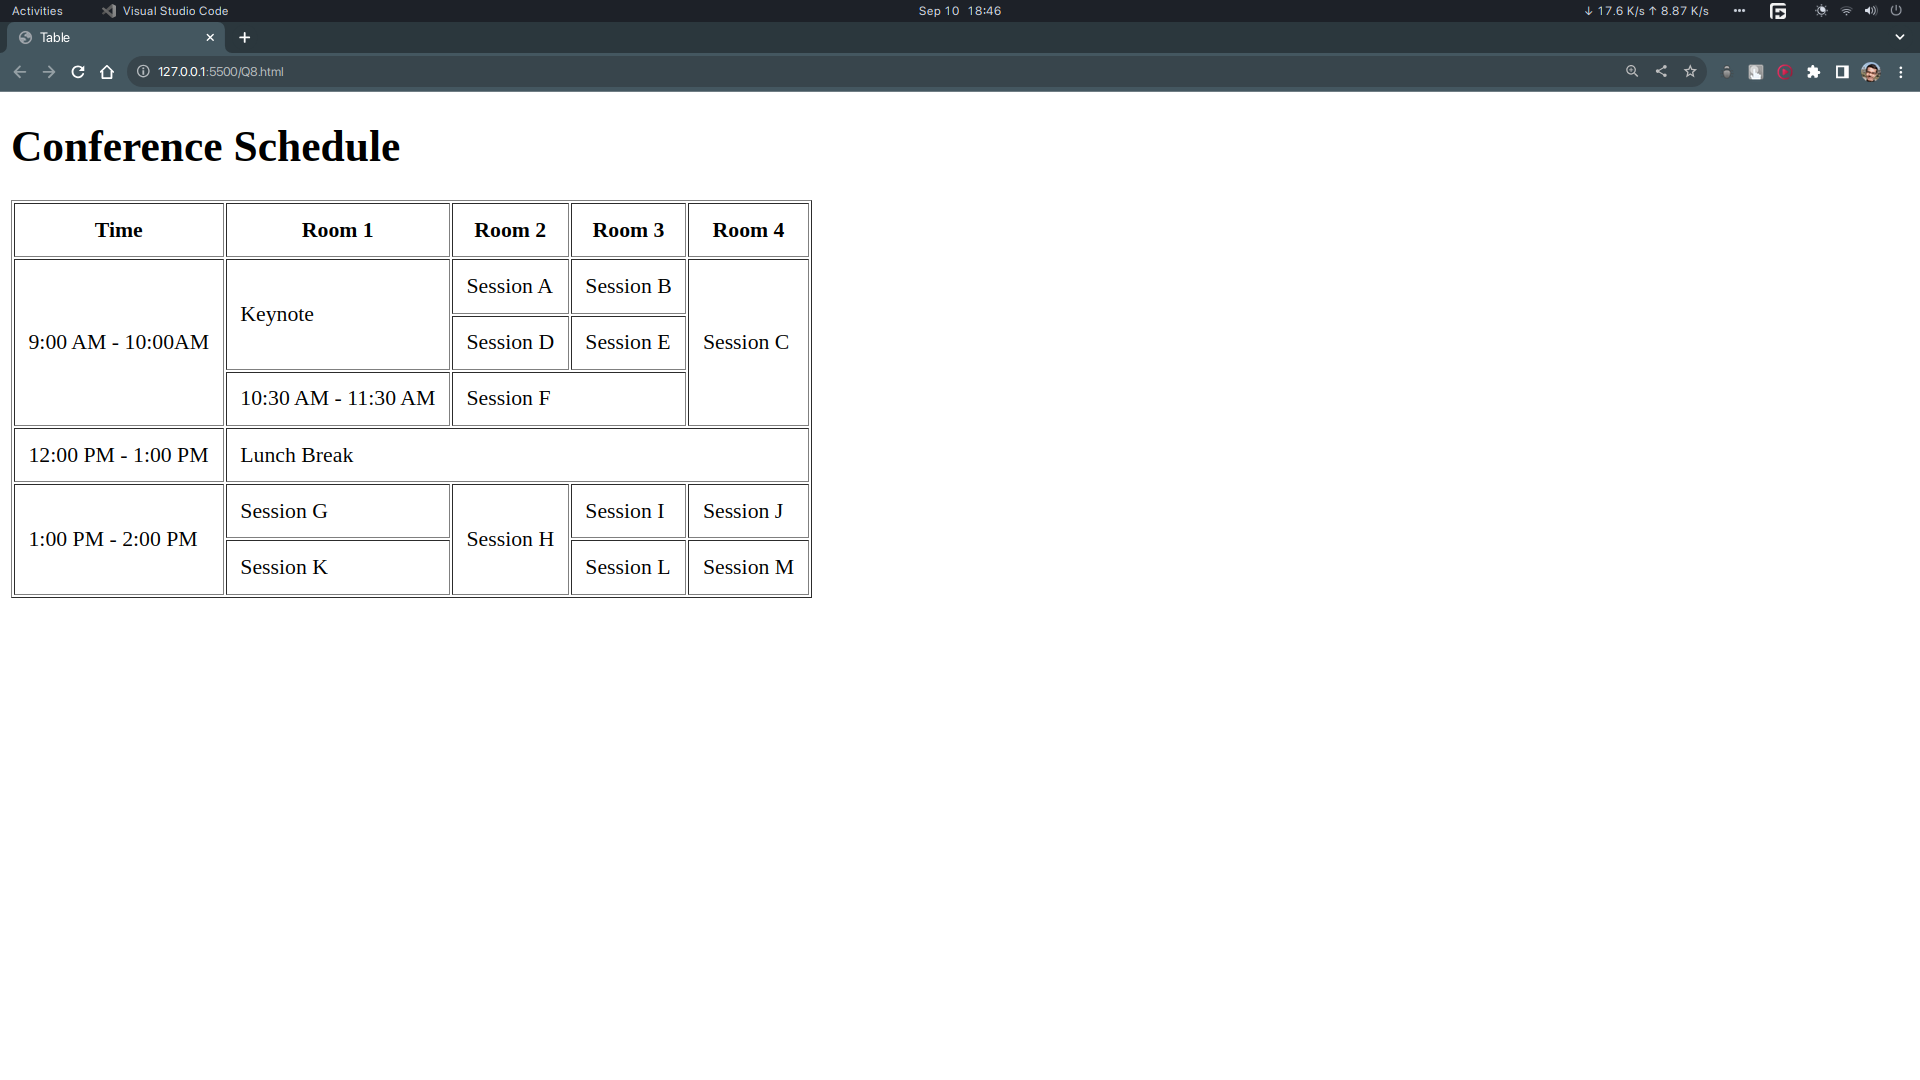 Activities Visual Studio Code Sep 10 18:46 ↓ 17.6 K/s ↑ 8.87 K/s
Table
127.0.0.1:5500/Q8.html
Conference Schedule
Time Room 1 Room 2 Room 3 Room 4
9:00 AM - 10:00AM Keynote Session A Session B Session C
Session D Session E
10:30 AM - 11:30 AM Session F
12:00 PM - 1:00 PM Lunch Break
1:00 PM - 2:00 PM Session G Session H Session I Session J
Session K Session L Session M